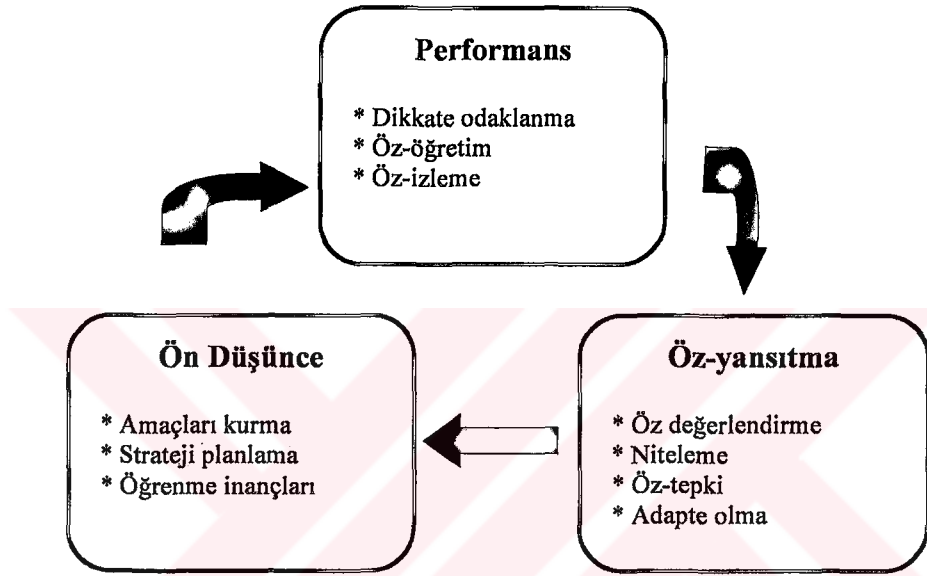 Performans
* Dikkate odaklanma
* Öz-öğretim
* Öz-izleme
Ön Düşünce
* Amaçları kurma
* Strateji planlama
* Öğrenme inançları
Öz-yansıtma
* Öz değerlendirme
* Niteleme
* Öz-tepki
* Adapte olma